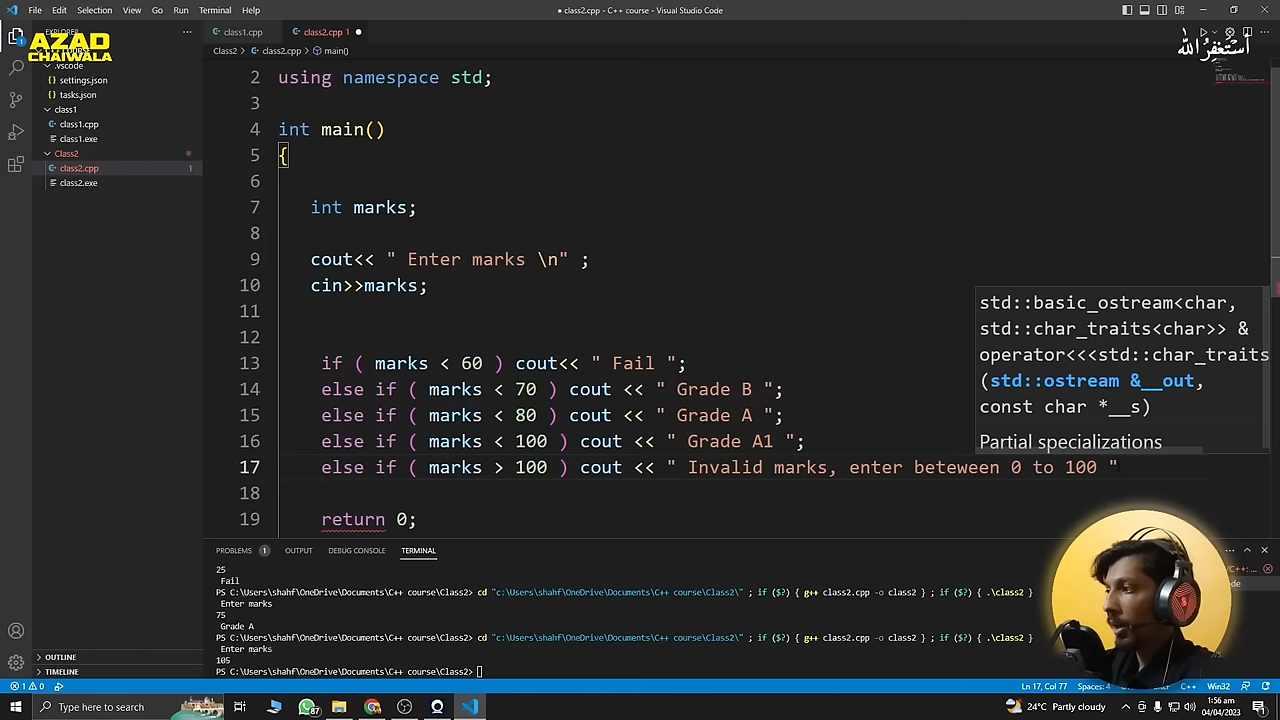 File Edit Selection View Go Run Terminal Help
● class2.cpp - C++ course - Visual Studio Code
EXPLORER
AZAD
CHAIWALA
.vscode
settings.json
tasks.json
class1
class1.cpp
class1.exe
Class2
class2.cpp 1
class2.exe
OUTLINE
TIMELINE
class1.cpp class2.cpp 1 ●
Class2 > class2.cpp > main()
أستغفر الله
2 using namespace std;
3
4 int main()
5 {
6
7 int marks;
8
9 cout<< " Enter marks \n" ;
10 cin>>marks;
11
12
13 if ( marks < 60 ) cout<< " Fail ";
14 else if ( marks < 70 ) cout << " Grade B ";
15 else if ( marks < 80 ) cout << " Grade A ";
16 else if ( marks < 100 ) cout << " Grade A1 ";
17 else if ( marks > 100 ) cout << " Invalid marks, enter beteween 0 to 100 "
18
19 return 0;
std::basic_ostream<char,
std::char_traits<char>> &
operator<<<std::char_traits
(std::ostream &__out,
const char *__s)
Partial specializations
PROBLEMS 1 OUTPUT DEBUG CONSOLE TERMINAL
25
Fail
PS C:\Users\shahf\OneDrive\Documents\C++ course\Class2> cd "c:\Users\shahf\OneDrive\Documents\C++ course\Class2\" ; if ($?) { g++ class2.cpp -o class2 } ; if ($?) { .\class2 }
Enter marks
75
Grade A
PS C:\Users\shahf\OneDrive\Documents\C++ course\Class2> cd "c:\Users\shahf\OneDrive\Documents\C++ course\Class2\" ; if ($?) { g++ class2.cpp -o class2 } ; if ($?) { .\class2 }
Enter marks
105
PS C:\Users\shahf\OneDrive\Documents\C++ course\Class2>
1 0 Ln 17, Col 77 Spaces: 4 C++ Win32
Type here to search
87
24°C Partly cloudy
1:56 am
04/04/2023